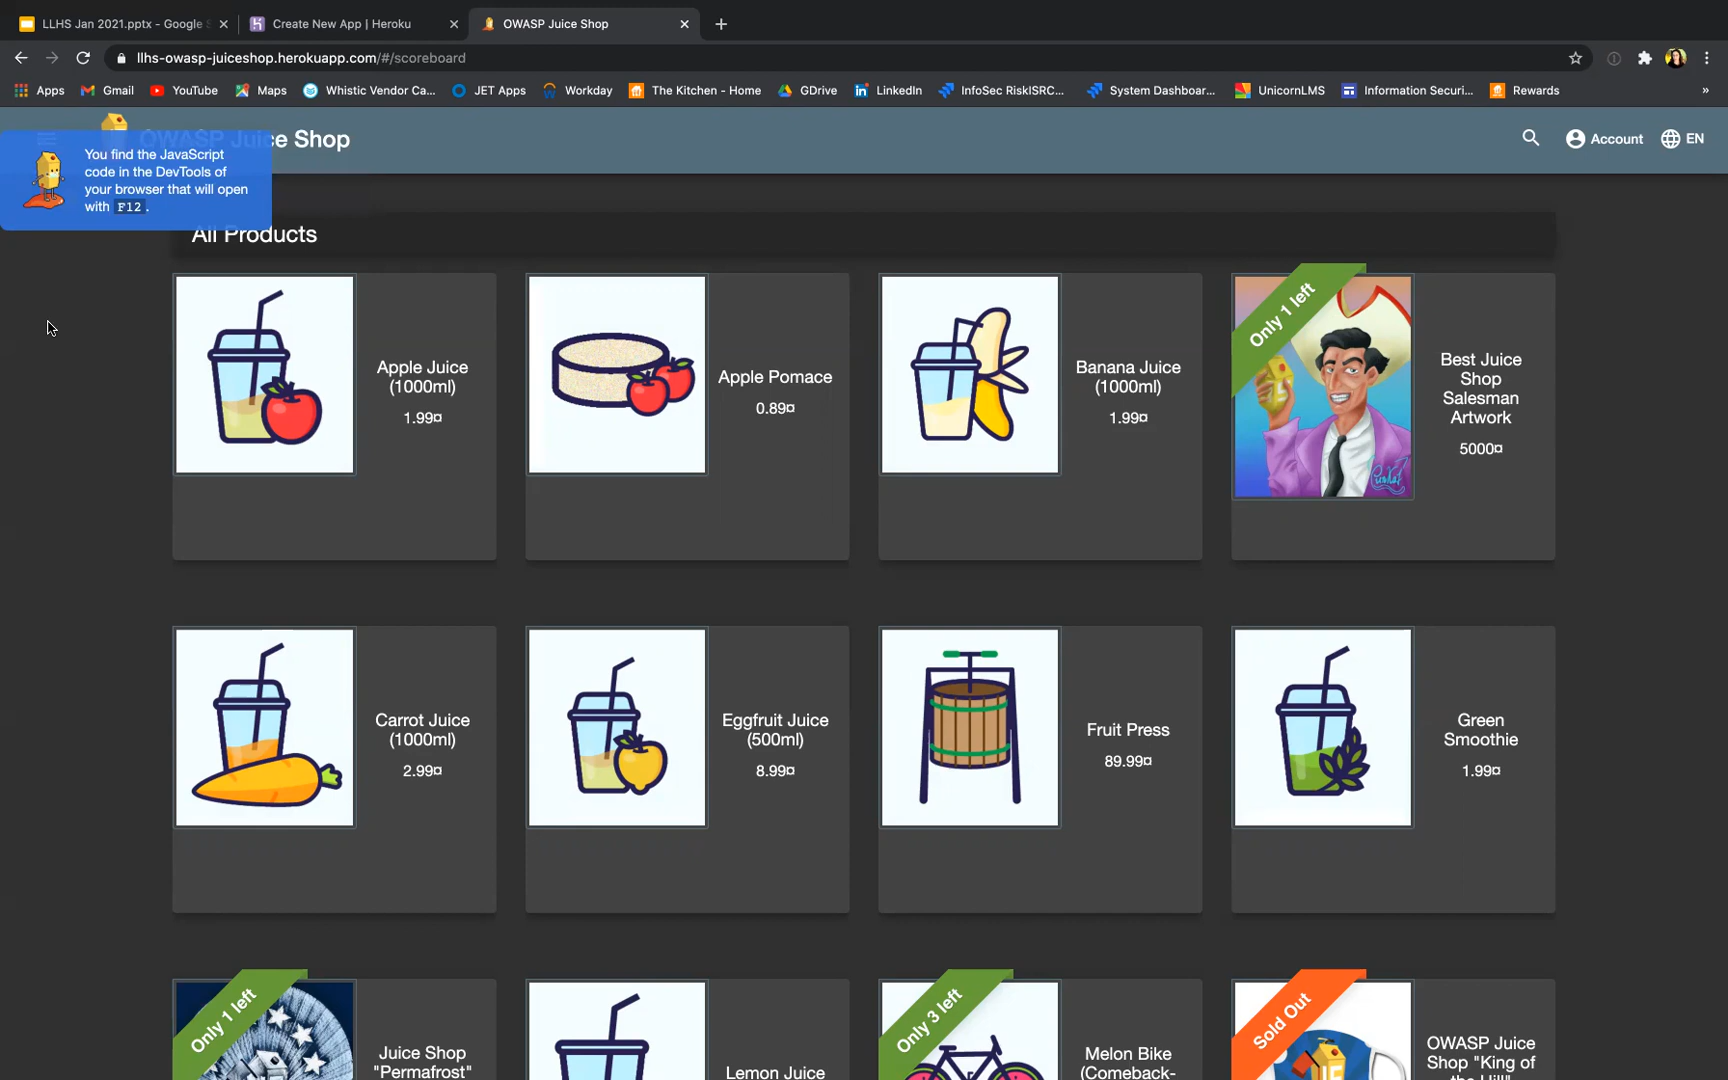 LLHS Jan 2021.pptx - Google
Create New App | Heroku
OWASP Juice Shop
llhs-owasp-juiceshop.herokuapp.com/#/scoreboard
Apps
Gmail
YouTube
Maps
Whistic Vendor Ca...
JET Apps
Workday
The Kitchen - Home
GDrive
LinkedIn
InfoSec RiskISRC...
System Dashboar...
UnicornLMS
Information Securi...
Rewards
»
OWASP Juice Shop
Account
EN
You find the JavaScript
code in the DevTools of
your browser that will open
with F12.
All Products
Apple Juice
(1000ml)
1.99¤
Apple Pomace
0.89¤
Banana Juice
(1000ml)
1.99¤
Only 1 left
Best Juice
Shop
Salesman
Artwork
5000¤
Carrot Juice
(1000ml)
2.99¤
Eggfruit Juice
(500ml)
8.99¤
Fruit Press
89.99¤
Green
Smoothie
1.99¤
Only 1 left
Juice Shop
"Permafrost"
Lemon Juice
Only 3 left
Melon Bike
(Comeback-
Sold Out
OWASP Juice
Shop "King of
the Hill"